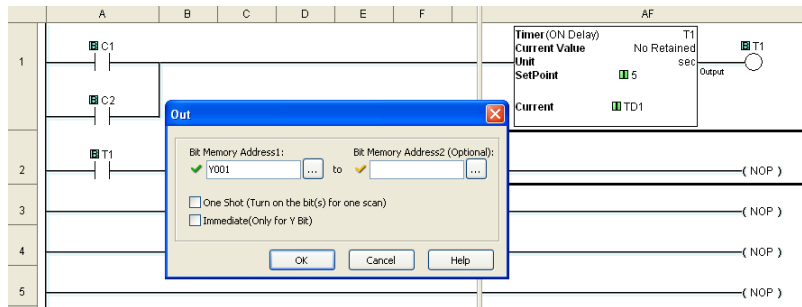 A B C D E F AF
1
B C1
B C2
Timer (ON Delay) T1
Current Value No Retained
Unit sec
SetPoint 5
Current TD1
Output
B T1
Out
Bit Memory Address1: Bit Memory Address2 (Optional):
Y001 ... to ...
One Shot (Turn on the bit(s) for one scan)
Immediate(Only for Y Bit)
OK Cancel Help
2
B T1
( NOP )
3 ( NOP )
4 ( NOP )
5 ( NOP )